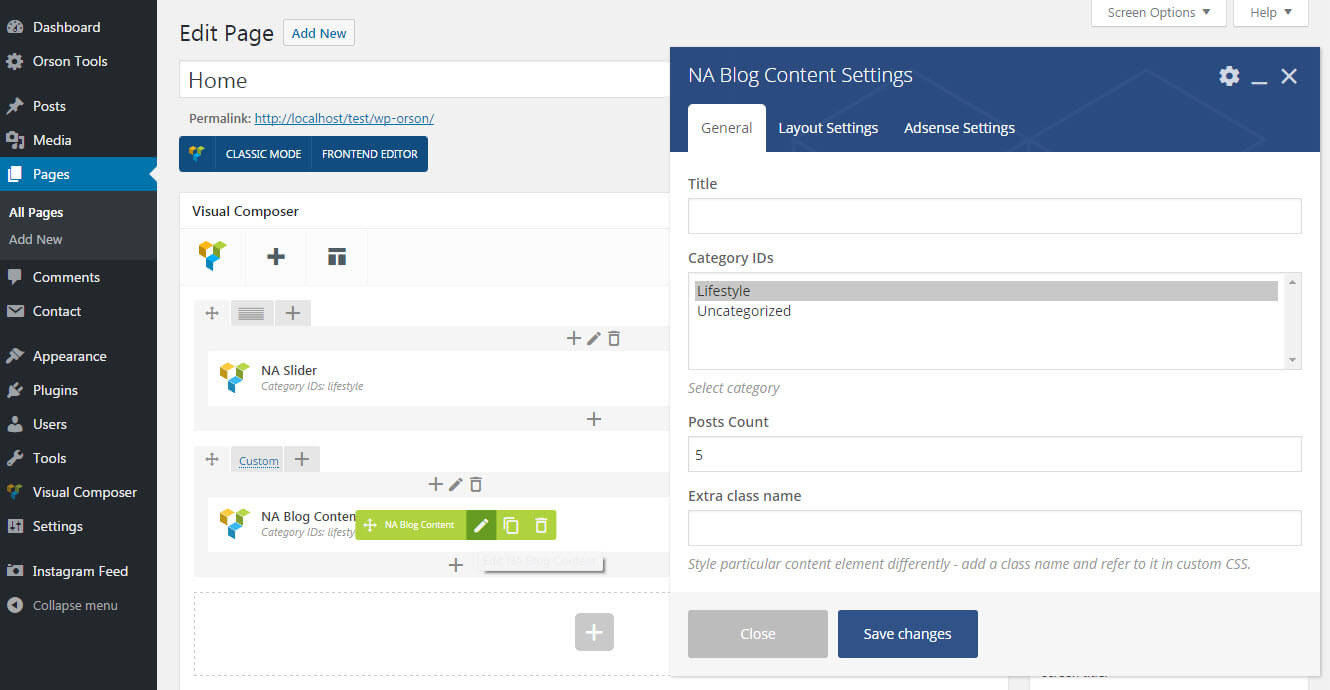 Dashboard
Orson Tools
Posts
Media
Pages
All Pages
Add New
Comments
Contact
Appearance
Plugins
Users
Tools
Visual Composer
Settings
Instagram Feed
Collapse menu
Screen Options
Help
Edit Page
Add New
Home
Permalink: http://localhost/test/wp-orson/
CLASSIC MODE
FRONTEND EDITOR
Visual Composer
NA Slider
Category IDs: lifestyle
Custom
NA Blog Conten
Category IDs: lifesty
NA Blog Content
Edit NA Blog Content
NA Blog Content Settings
General
Layout Settings
Adsense Settings
Title
Category IDs
Lifestyle
Uncategorized
Select category
Posts Count
5
Extra class name
Style particular content element differently - add a class name and refer to it in custom CSS.
Close
Save changes